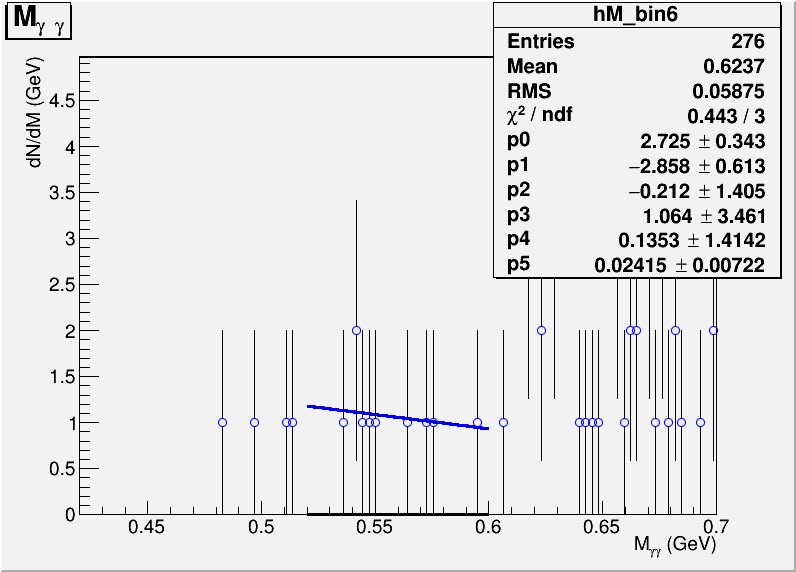 Mγ γ
hM_bin6
Entries 276
Mean 0.6237
RMS 0.05875
χ² / ndf 0.443 / 3
p0 2.725 ± 0.343
p1 −2.858 ± 0.613
p2 −0.212 ± 1.405
p3 1.064 ± 3.461
p4 0.1353 ± 1.4142
p5 0.02415 ± 0.00722
dN/dM (GeV)
4.5
4
3.5
3
2.5
2
1.5
1
0.5
0
0.45 0.5 0.55 0.6 0.65 0.7
Mγγ (GeV)